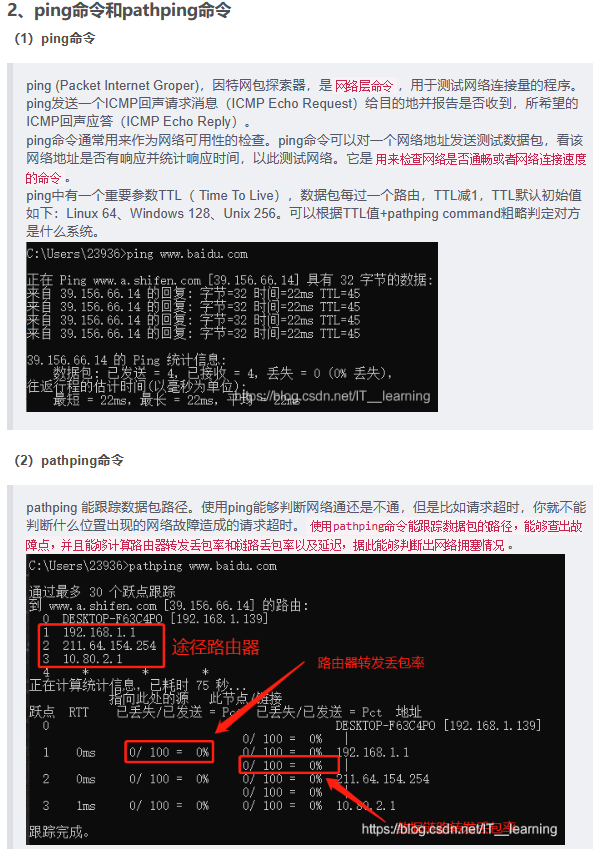 2、ping命令和pathping命令
（1）ping命令
ping (Packet Internet Groper)，因特网包探索器，是 网络层命令 ，用于测试网络连接量的程序。
ping发送一个ICMP回声请求消息（ICMP Echo Request）给目的地并报告是否收到，所希望的
ICMP回声应答（ICMP Echo Reply）。
ping命令通常用来作为网络可用性的检查。ping命令可以对一个网络地址发送测试数据包，看该
网络地址是否有响应并统计响应时间，以此测试网络。它是 用来检查网络是否通畅或者网络连接速度
的命令 。
ping中有一个重要参数TTL（ Time To Live），数据包每过一个路由，TTL减1，TTL默认初始值
如下：Linux 64、Windows 128、Unix 256。可以根据TTL值+pathping command粗略判定对方
是什么系统。
C:\Users\23936>ping www.baidu.com
正在 Ping www.a.shifen.com [39.156.66.14] 具有 32 字节的数据:
来自 39.156.66.14 的回复: 字节=32 时间=22ms TTL=45
来自 39.156.66.14 的回复: 字节=32 时间=22ms TTL=45
来自 39.156.66.14 的回复: 字节=32 时间=22ms TTL=45
来自 39.156.66.14 的回复: 字节=32 时间=22ms TTL=45
39.156.66.14 的 Ping 统计信息:
数据包: 已发送 = 4，已接收 = 4，丢失 = 0 (0% 丢失)，
往返行程的估计时间(以毫秒为单位):
最短 = 22ms，最长 = 22ms，平均 = 22ms
https://blog.csdn.net/IT__learning
（2）pathping命令
pathping 能跟踪数据包路径。使用ping能够判断网络通还是不通，但是比如请求超时，你就不能
判断什么位置出现的网络故障造成的请求超时。 使用pathping命令能跟踪数据包的路径，能够查出故
障点，并且能够计算路由器转发丢包率和链路丢包率以及延迟，据此能够判断出网络拥塞情况 。
C:\Users\23936>pathping www.baidu.com
通过最多 30 个跃点跟踪
到 www.a.shifen.com [39.156.66.14] 的路由:
0 DESKTOP-F63C4PO [192.168.1.139]
1 192.168.1.1
2 211.64.154.254
3 10.80.2.1
途径路由器
4 * * *
路由器转发丢包率
正在计算统计信息，已耗时 75 秒...
指向此处的源 此节点/链接
跃点 RTT 已丢失/已发送 = Pct 已丢失/已发送 = Pct 地址
0 DESKTOP-F63C4PO [192.168.1.139]
0/ 100 = 0% |
1 0ms 0/ 100 = 0% 0/ 100 = 0% 192.168.1.1
0/ 100 = 0% |
2 0ms 0/ 100 = 0% 0/ 100 = 0% 211.64.154.254
0/ 100 = 0% |
3 1ms 0/ 100 = 0% 0/ 100 = 0% 10.80.2.1
跟踪完成。
https://blog.csdn.net/IT__learning